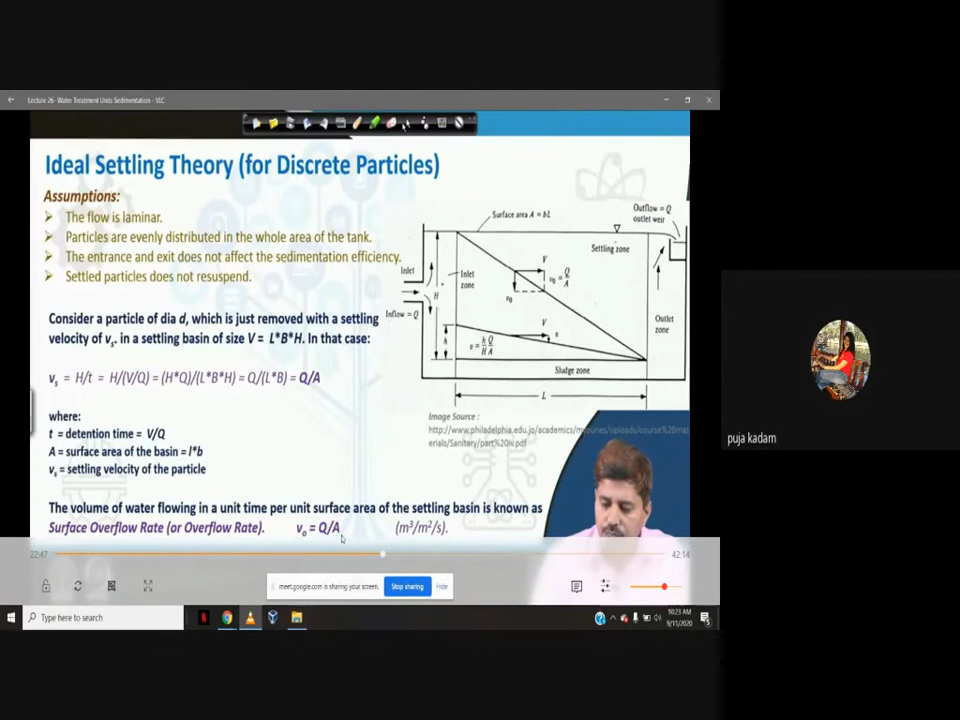 Lecture 26- Water Treatment Units Sedimentation - VLC
Ideal Settling Theory (for Discrete Particles)
Assumptions:
The flow is laminar.
Particles are evenly distributed in the whole area of the tank.
The entrance and exit does not affect the sedimentation efficiency.
Settled particles does not resuspend.
Consider a particle of dia d, which is just removed with a settling
velocity of vs. in a settling basin of size V = L*B*H. In that case:
vs = H/t = H/(V/Q) = (H*Q)/(L*B*H) = Q/(L*B) = Q/A
where:
t = detention time = V/Q
A = surface area of the basin = l*b
vs = settling velocity of the particle
The volume of water flowing in a unit time per unit surface area of the settling basin is known as
Surface Overflow Rate (or Overflow Rate). vo = Q/A (m³/m²/s).
Surface area A = bL
Outflow = Q
outlet weir
Settling zone
Inlet
Inlet
zone
H
V
v0
v0 = Q/A
Inflow = Q
h
v = h/H Q/A
V
v
Outlet
zone
Sludge zone
L
Image Source :
22:47
42:14
meet.google.com is sharing your screen.
Stop sharing
Hide
Type here to search
10:23 AM
9/11/2020
puja kadam